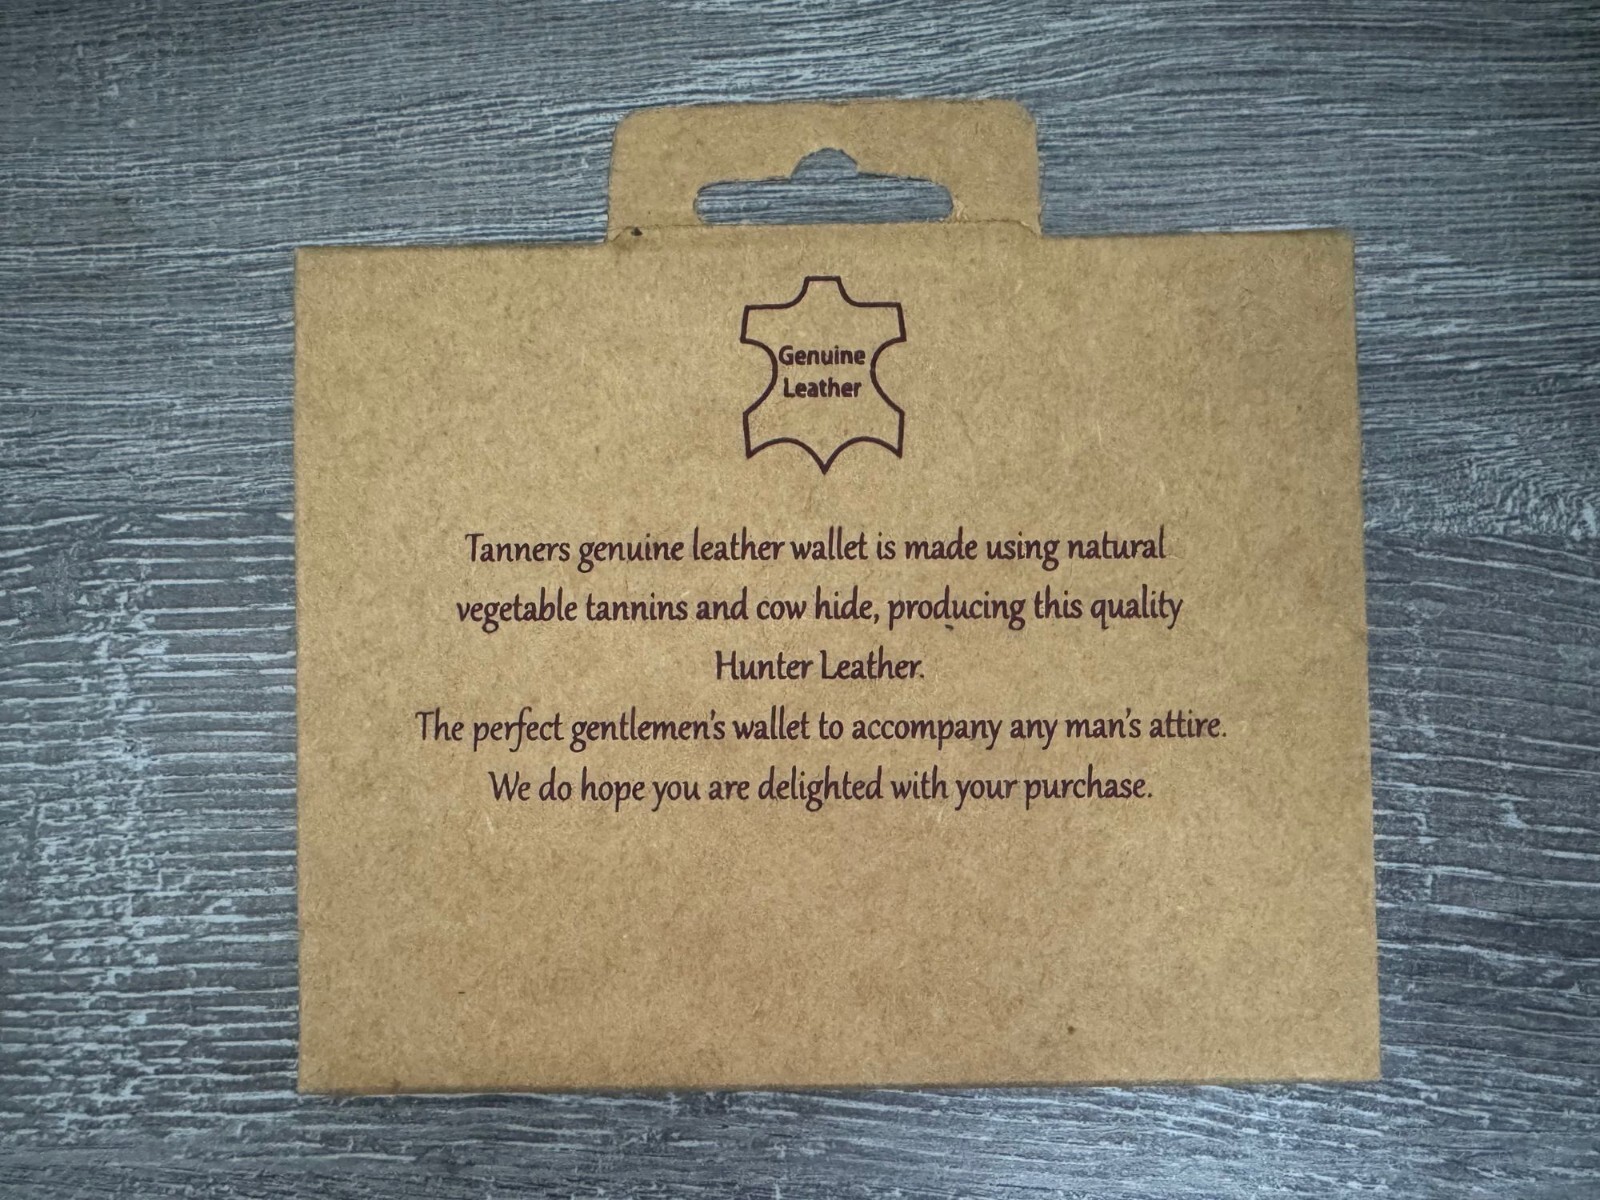 Genuine
Leather
Tanners genuine leather wallet is made using natural
vegetable tannins and cow hide, producing this quality
Hunter Leather.
The perfect gentlemen's wallet to accompany any man's attire.
We do hope you are delighted with your purchase.